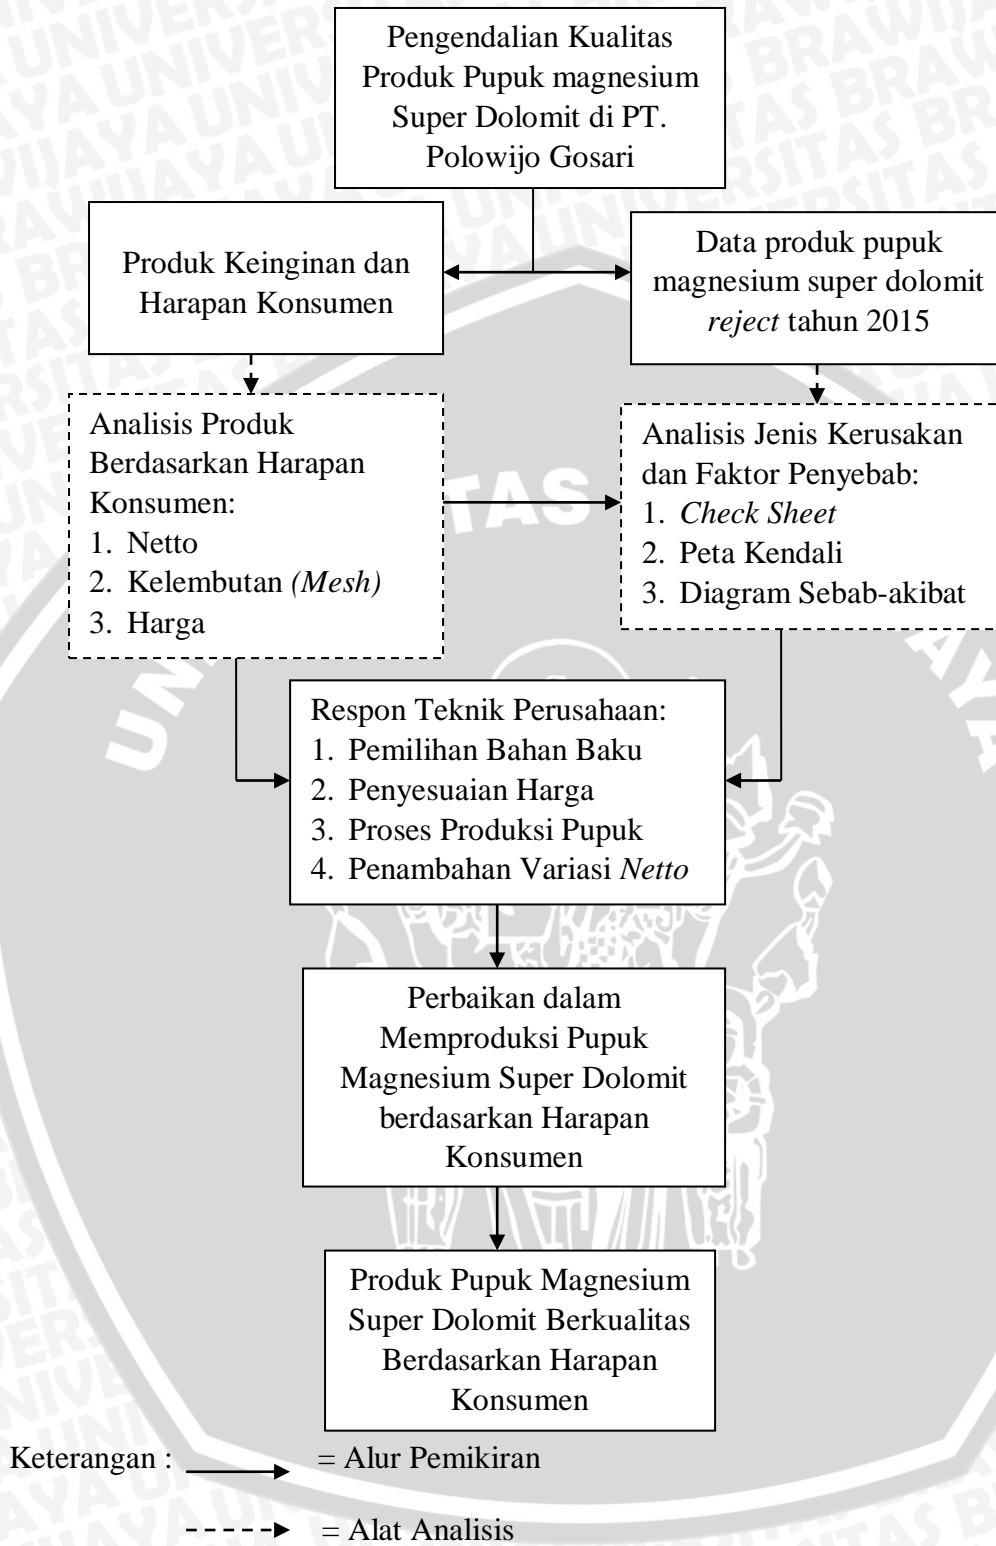 Pengendalian Kualitas
Produk Pupuk magnesium
Super Dolomit di PT.
Polowijo Gosari
Produk Keinginan dan
Harapan Konsumen
Data produk pupuk
magnesium super dolomit
reject tahun 2015
Analisis Produk
Berdasarkan Harapan
Konsumen:
1. Netto
2. Kelembutan (Mesh)
3. Harga
Analisis Jenis Kerusakan
dan Faktor Penyebab:
1. Check Sheet
2. Peta Kendali
3. Diagram Sebab-akibat
Respon Teknik Perusahaan:
1. Pemilihan Bahan Baku
2. Penyesuaian Harga
3. Proses Produksi Pupuk
4. Penambahan Variasi Netto
Perbaikan dalam
Memproduksi Pupuk
Magnesium Super Dolomit
berdasarkan Harapan
Konsumen
Produk Pupuk Magnesium
Super Dolomit Berkualitas
Berdasarkan Harapan
Konsumen
Keterangan :
= Alur Pemikiran
= Alat Analisis